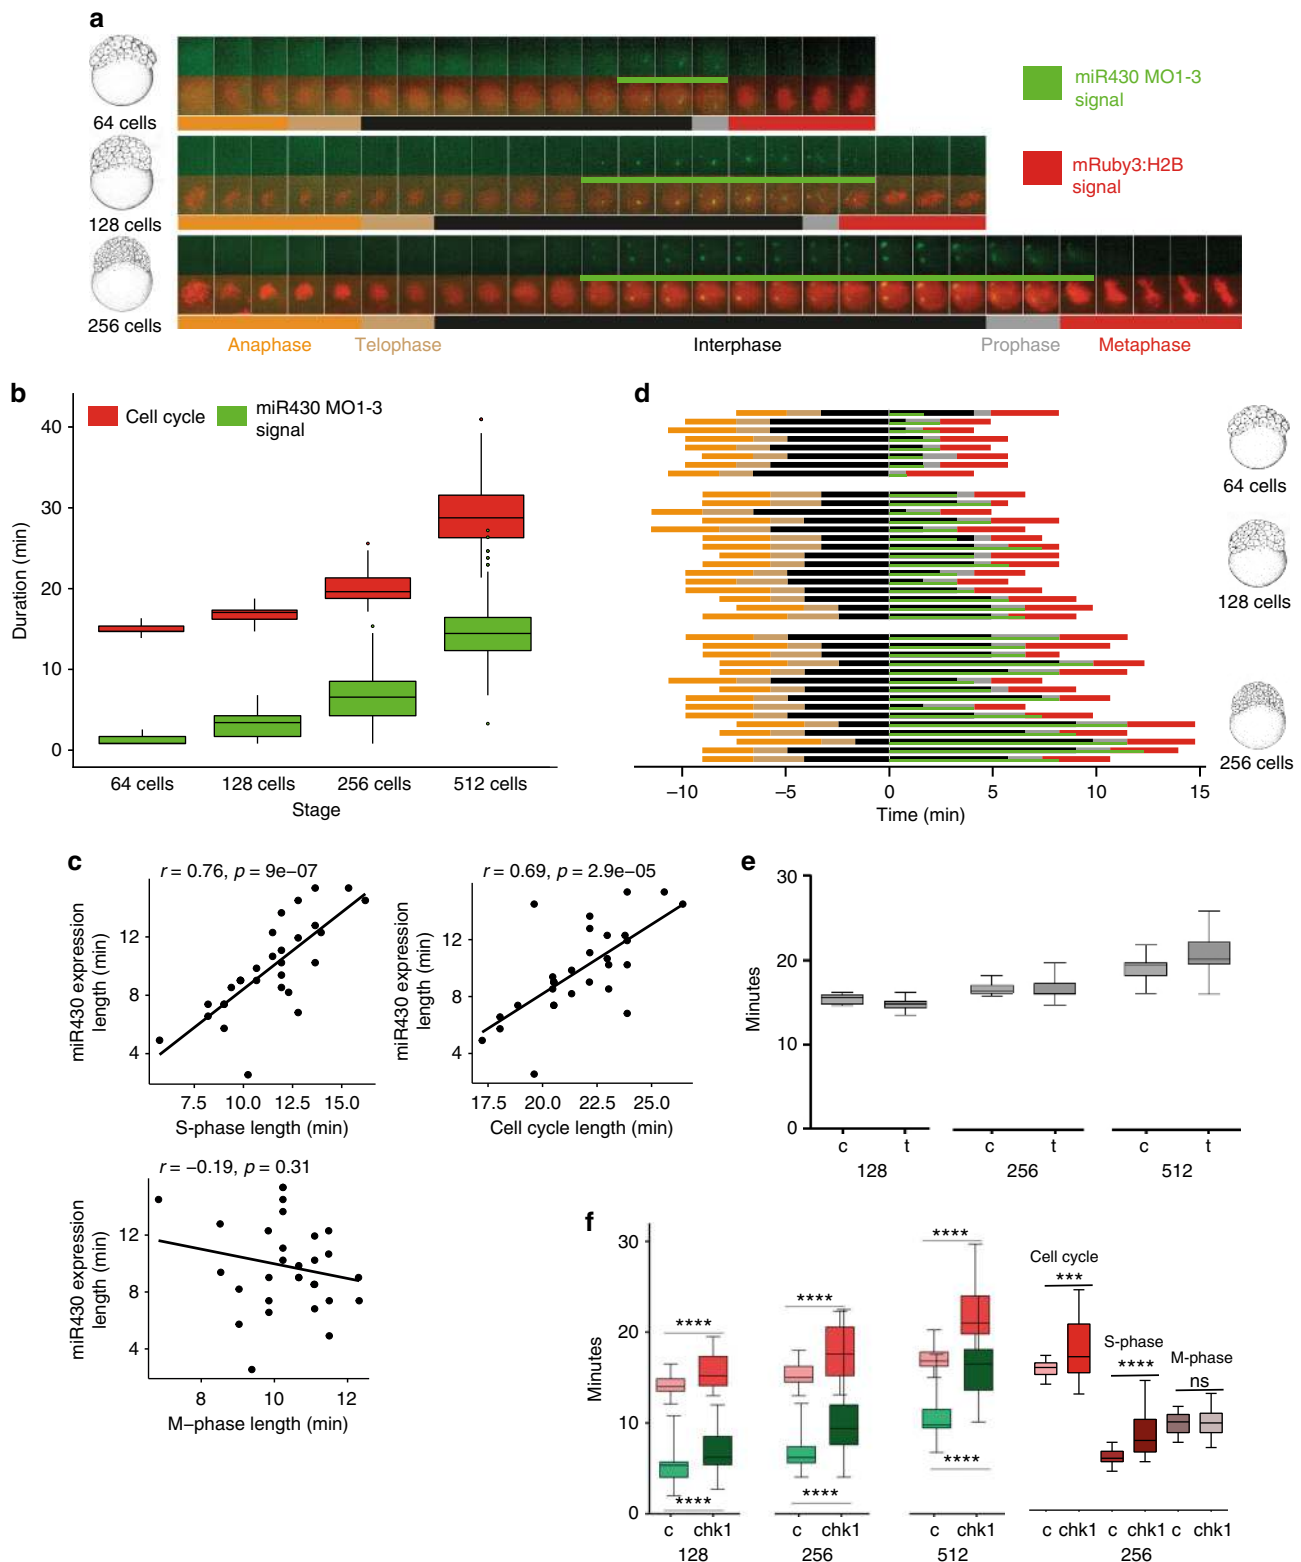 a
64 cells
128 cells
256 cells
miR430 MO1-3
signal
mRuby3:H2B
signal
Anaphase
Telophase
Interphase
Prophase
Metaphase
b
Cell cycle
miR430 MO1-3
signal
Duration (min)
40
30
20
10
0
64 cells
128 cells
256 cells
512 cells
Stage
d
64 cells
128 cells
256 cells
−10
−5
0
5
10
15
Time (min)
c
r = 0.76, p = 9e−07
miR430 expression
length (min)
12
8
4
7.5
10.0
12.5
15.0
S-phase length (min)
r = 0.69, p = 2.9e−05
miR430 expression
length (min)
12
8
4
17.5
20.0
22.5
25.0
Cell cycle length (min)
r = −0.19, p = 0.31
miR430 expression
length (min)
12
8
4
8
10
12
M−phase length (min)
e
Minutes
30
20
10
0
c
t
128
c
t
256
c
t
512
f
Minutes
30
20
10
0
****
****
c chk1
128
****
****
c chk1
256
****
****
c chk1
512
Cell cycle
***
S-phase
****
M-phase
ns
c chk1 c chk1 c chk1
256